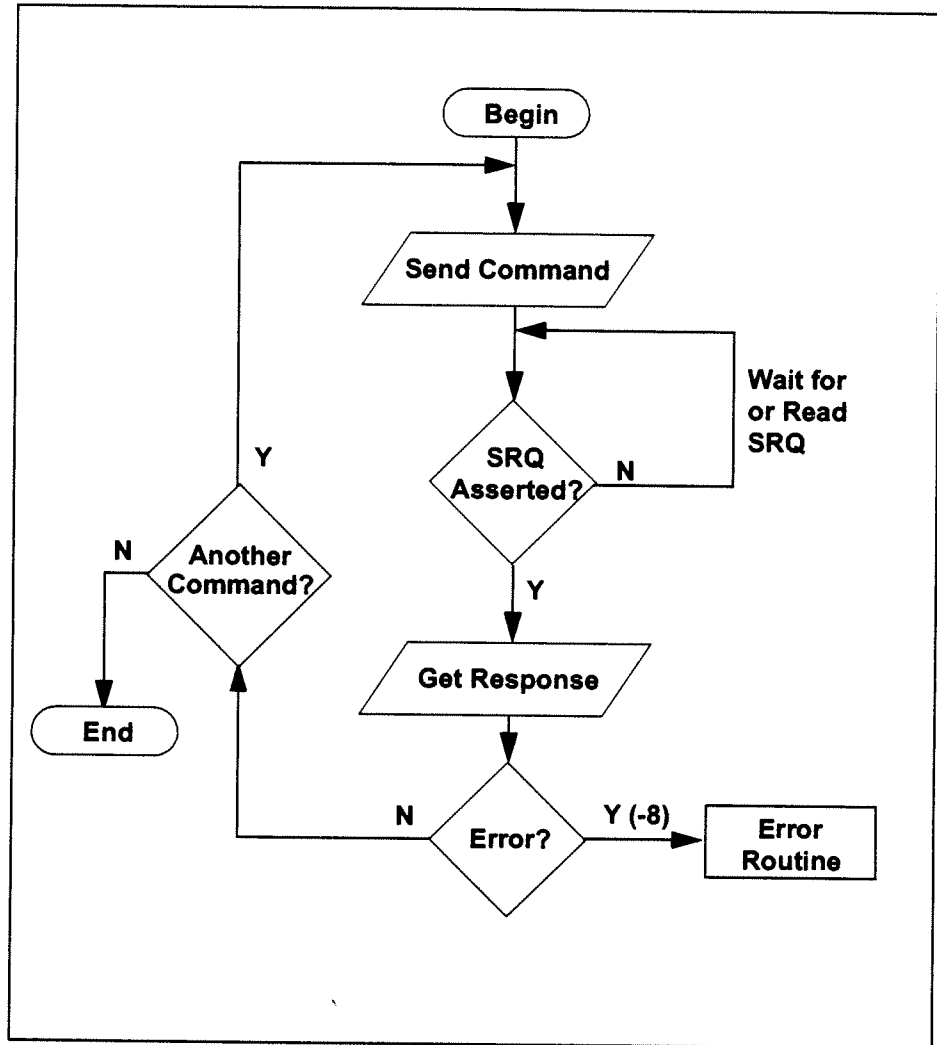 Begin
Send Command
Wait for
or Read
SRQ
SRQ
Asserted?
N
Y
Get Response
Error?
Y (-8)
Error
Routine
N
Another
Command?
Y
N
End